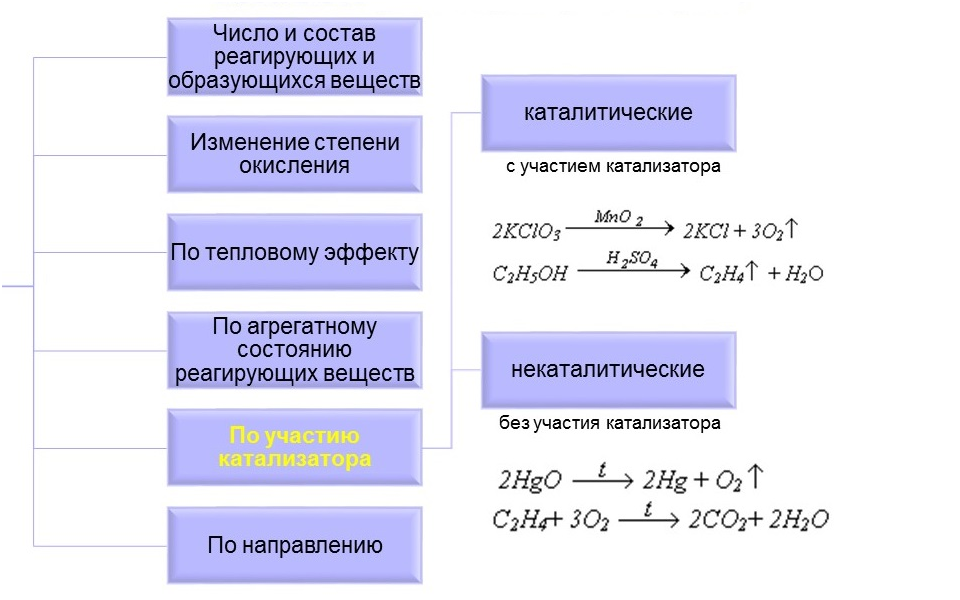 Число и состав
реагирующих и
образующихся веществ
Изменение степени
окисления
По тепловому эффекту
По агрегатному
состоянию
реагирующих веществ
По участию
катализатора
По направлению
каталитические
с участием катализатора
2KClO₃ —MnO₂→ 2KCl + 3O₂↑
C₂H₅OH —H₂SO₄→ C₂H₄↑ + H₂O
некаталитические
без участия катализатора
2HgO —t→ 2Hg + O₂↑
C₂H₄+ 3O₂ —t→ 2CO₂+ 2H₂O